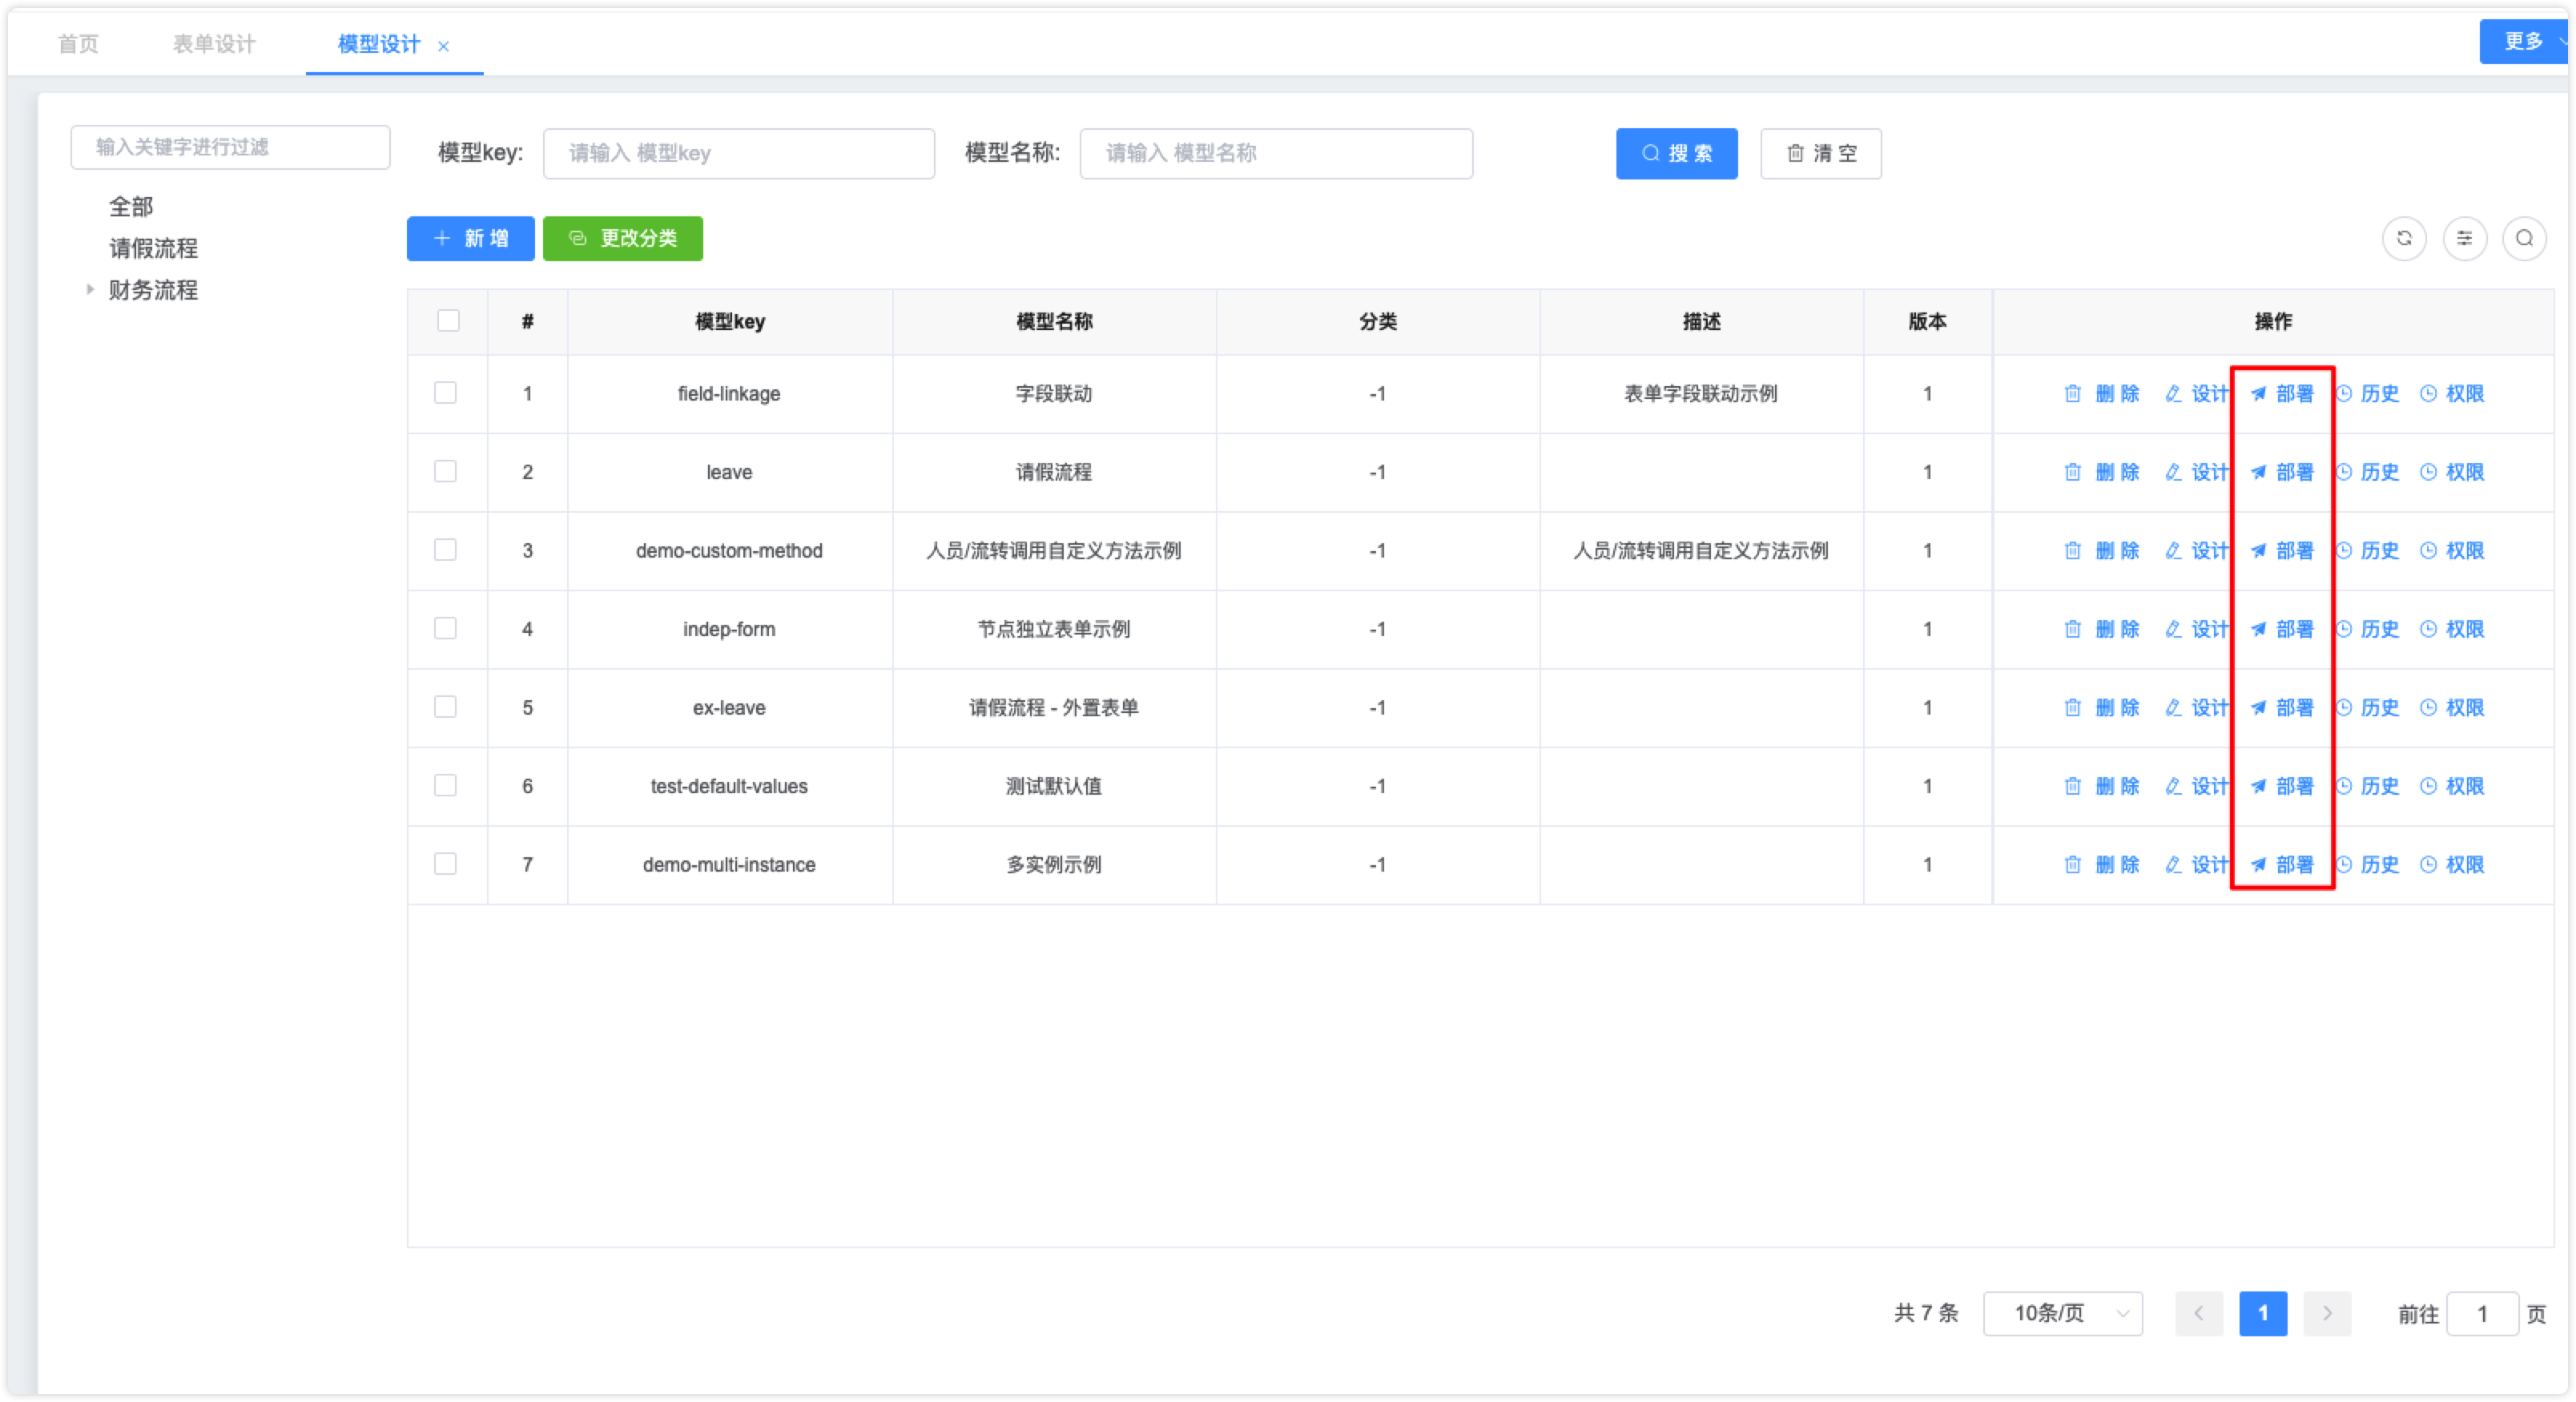 首页 表单设计 模型设计 × 更多
输入关键字进行过滤 模型key: 请输入 模型key 模型名称: 请输入 模型名称 搜 索 清 空
全部
请假流程
财务流程
新 增 更改分类
# 模型key 模型名称 分类 描述 版本 操作
1 field-linkage 字段联动 -1 表单字段联动示例 1 删 除 设计 部署 历史 权限
2 leave 请假流程 -1 1 删 除 设计 部署 历史 权限
3 demo-custom-method 人员/流转调用自定义方法示例 -1 人员/流转调用自定义方法示例 1 删 除 设计 部署 历史 权限
4 indep-form 节点独立表单示例 -1 1 删 除 设计 部署 历史 权限
5 ex-leave 请假流程 - 外置表单 -1 1 删 除 设计 部署 历史 权限
6 test-default-values 测试默认值 -1 1 删 除 设计 部署 历史 权限
7 demo-multi-instance 多实例示例 -1 1 删 除 设计 部署 历史 权限
共 7 条 10条/页 1 前往 1 页